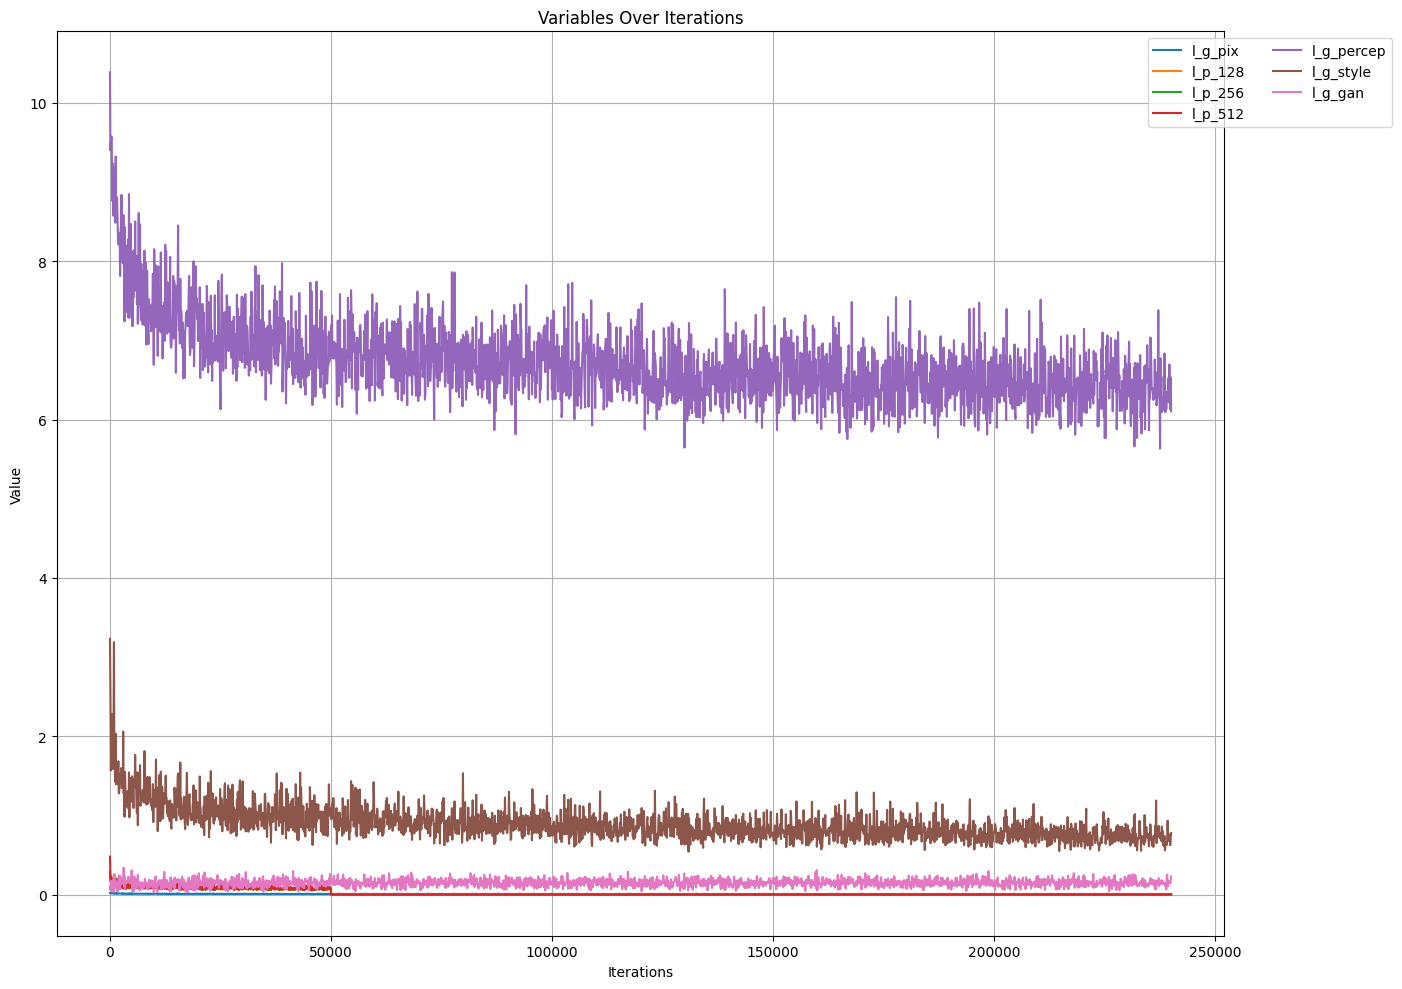 Variables Over Iterations
l_g_pix
l_p_128
l_p_256
l_p_512
l_g_percep
l_g_style
l_g_gan
10
8
6
4
2
0
Value
0 50000 100000 150000 200000 250000
Iterations